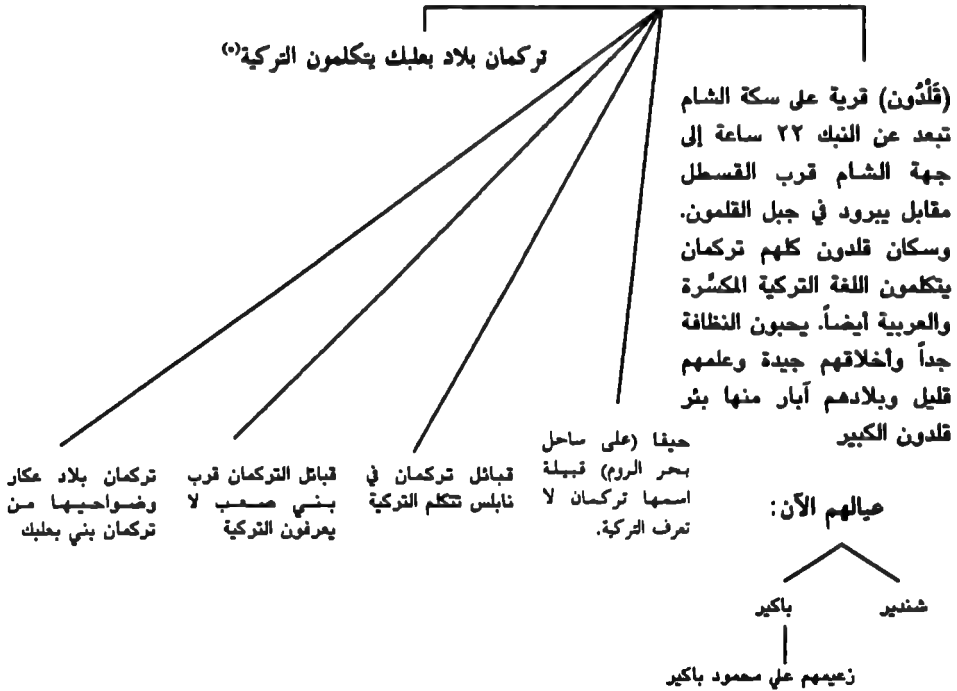 تركمان بلاد بعلبك يتكلمون التركية(٥)
(قَلْدُون) قرية على سكة الشام
تبعد عن النبك ٢٢ ساعة إلى
جهة الشام قرب القسطل
مقابل يبرود في جبل القلمون.
وسكان قلدون كلهم تركمان
يتكلمون اللغة التركية المكسَّرة
والعربية أيضاً. يحبون النظافة
جداً وأخلاقهم جيدة وعلمهم
قليل وبلادهم آبار منها بئر
قلدون الكبير
حيفا (على ساحل
بحر الروم) قبيلة
اسمها تركمان لا
تعرف التركية.
قبائل تركمان في
نابلس تتكلم التركية
قبائل التركمان قرب
بني صعب لا
يعرفون التركية
تركمان بلاد عكار
وضواحيها من
تركمان بني بعلبك
عيالهم الآن:
شندير
باكير
زعيمهم علي محمود باكير